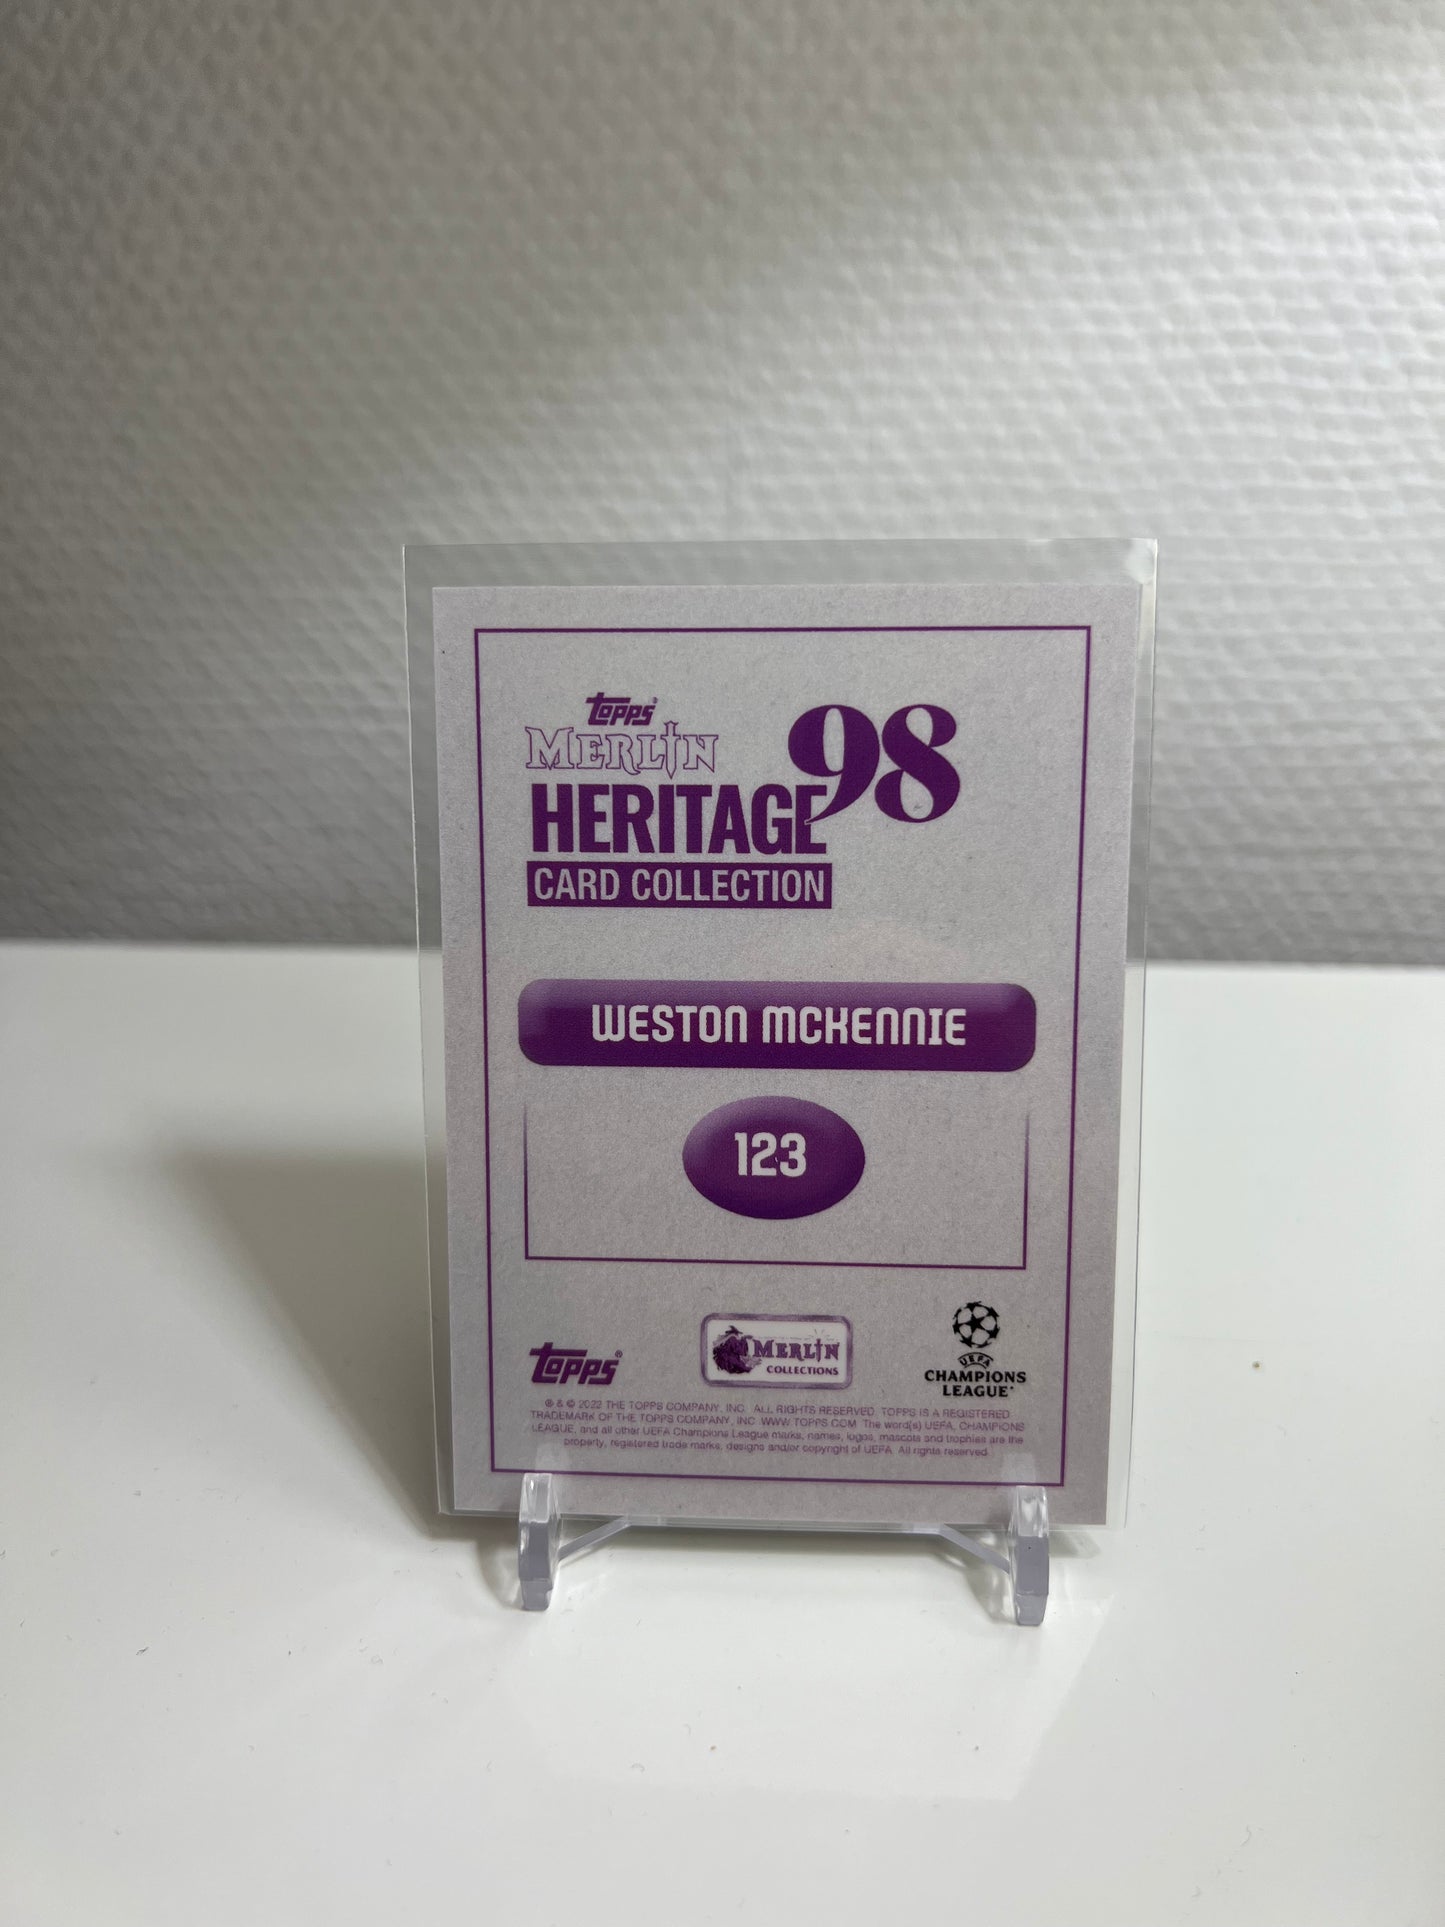 Topps®
MERLIN
98
HERITAGE
CARD COLLECTION
WESTON MCKENNIE
123
Topps®
MERLIN
COLLECTIONS
UEFA
CHAMPIONS
LEAGUE®
® & © 2022 THE TOPPS COMPANY, INC. ALL RIGHTS RESERVED. TOPPS IS A REGISTERED
TRADEMARK OF THE TOPPS COMPANY, INC. WWW.TOPPS.COM The word(s) UEFA, CHAMPIONS
LEAGUE, and all other UEFA Champions League marks, names, logos, mascots and trophies are the
property, registered trade marks, designs and/or copyright of UEFA. All rights reserved.